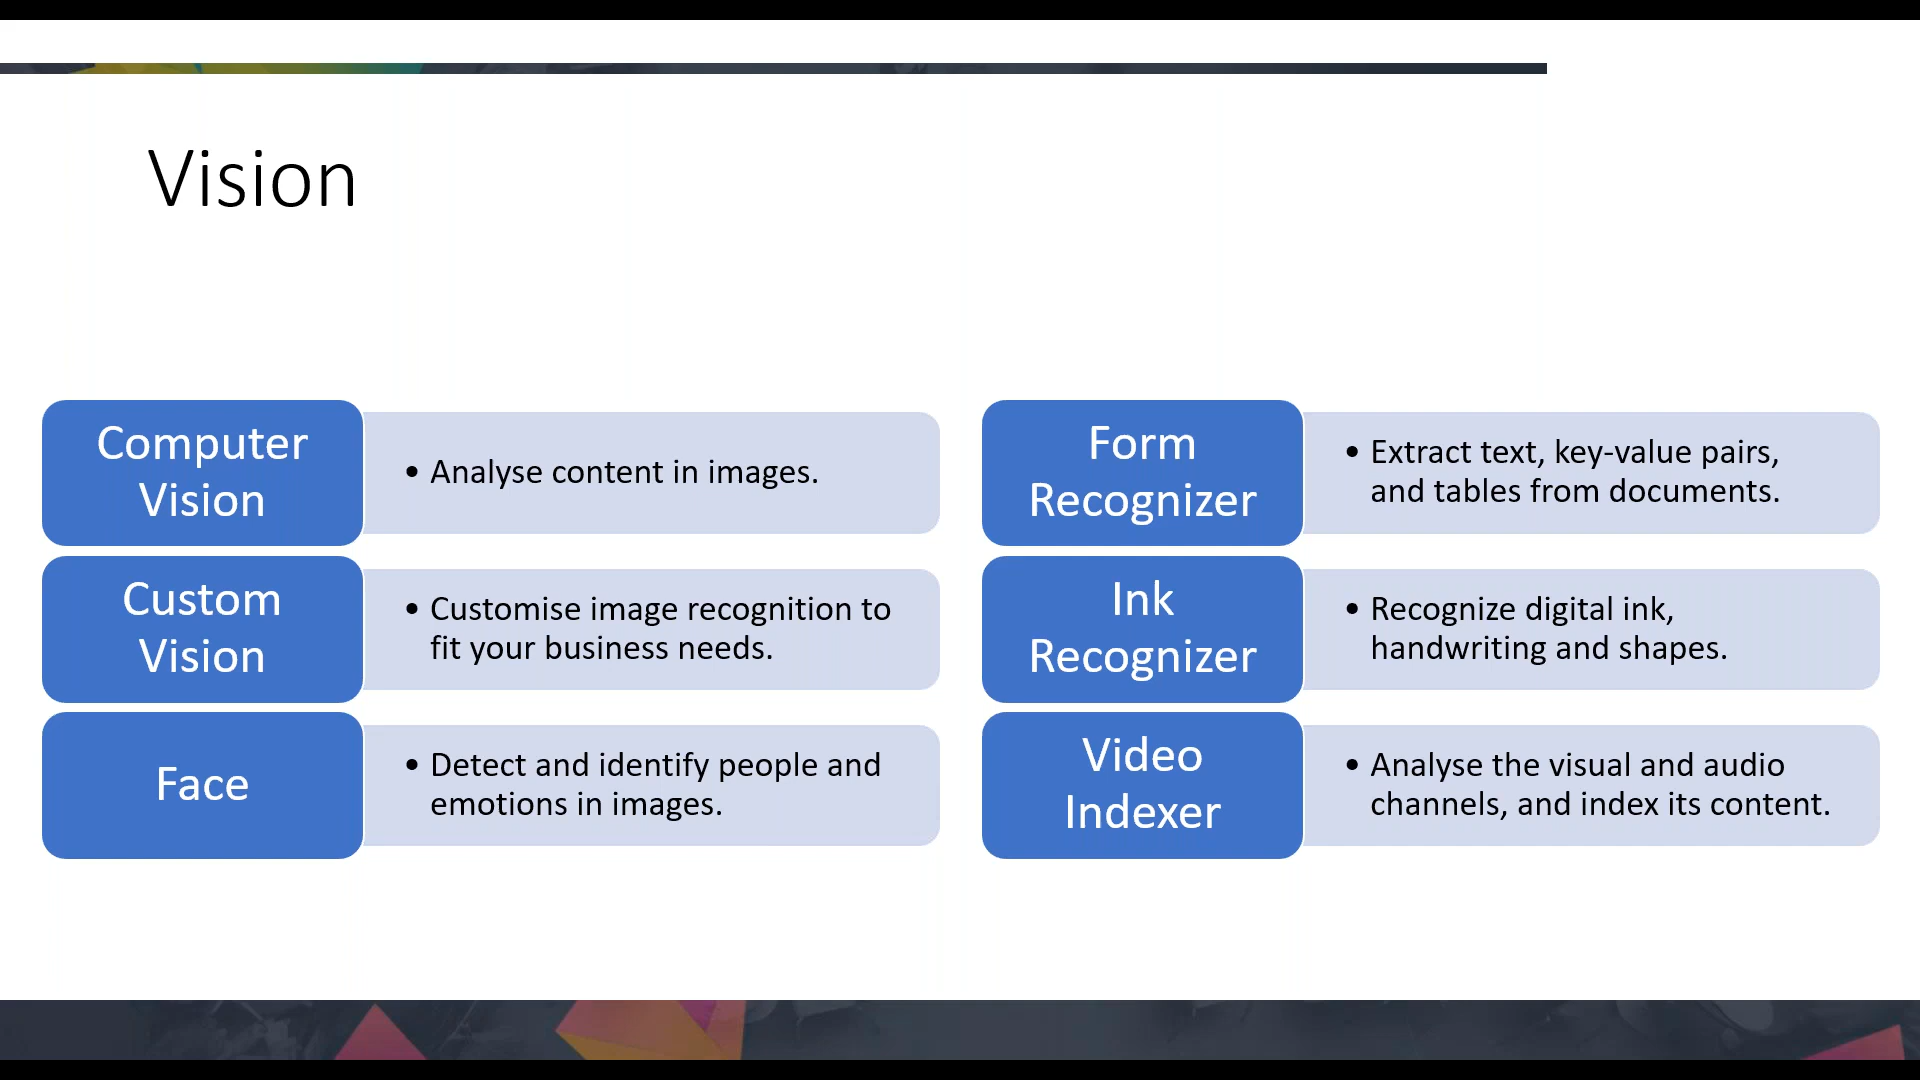 Vision
Computer
Vision
• Analyse content in images.
Custom
Vision
• Customise image recognition to
fit your business needs.
Face
• Detect and identify people and
emotions in images.
Form
Recognizer
• Extract text, key-value pairs,
and tables from documents.
Ink
Recognizer
• Recognize digital ink,
handwriting and shapes.
Video
Indexer
• Analyse the visual and audio
channels, and index its content.